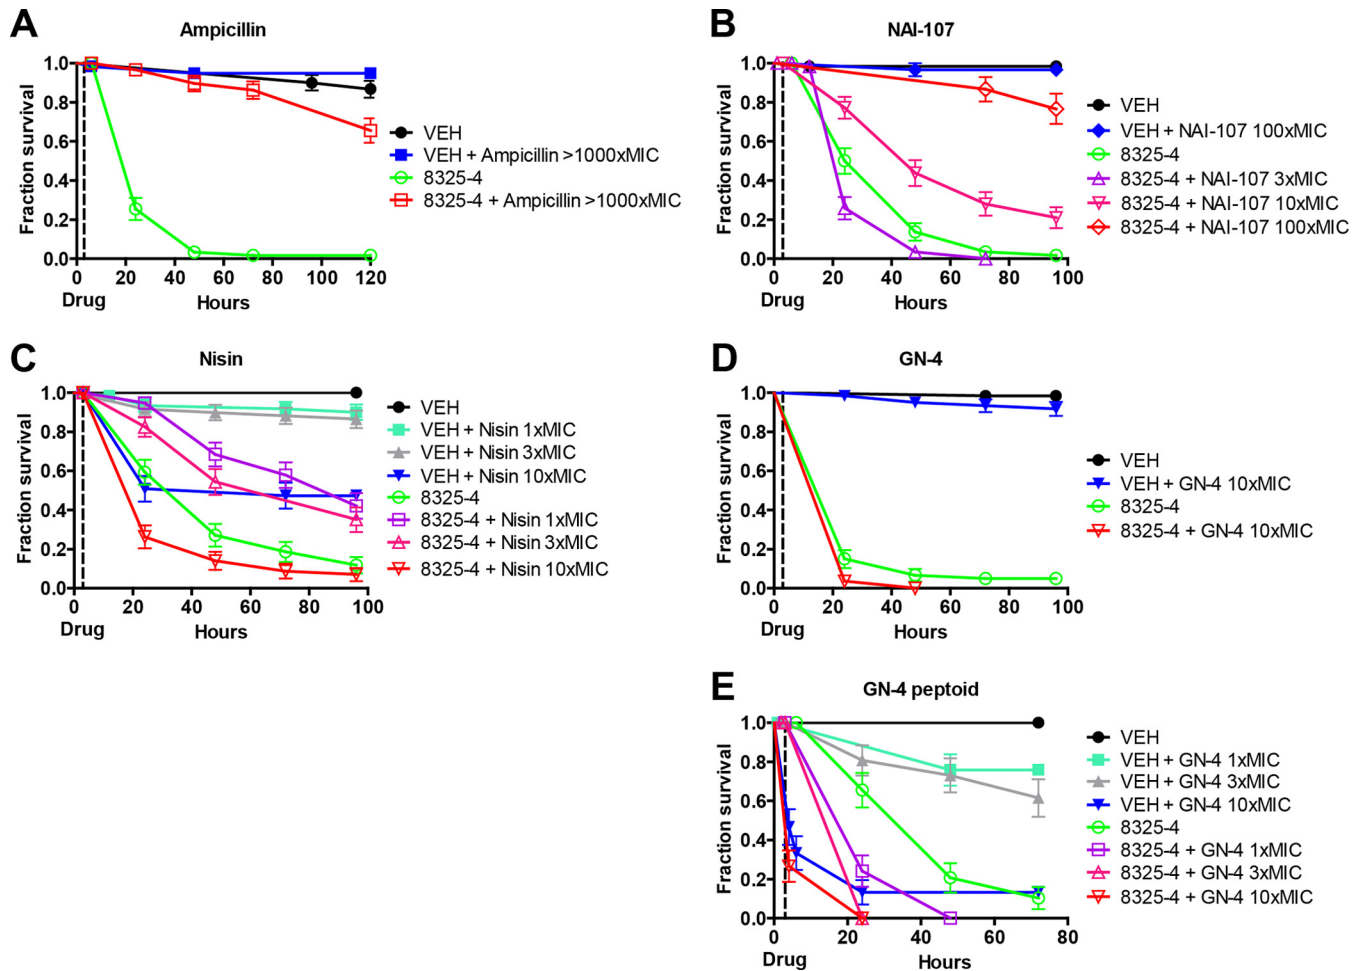 A
Ampicillin
Fraction survival
1.0
0.8
0.6
0.4
0.2
0.0
0 20 40 60 80 100 120
Drug
Hours
VEH
VEH + Ampicillin >1000xMIC
8325-4
8325-4 + Ampicillin >1000xMIC
B
NAI-107
Fraction survival
1.0
0.8
0.6
0.4
0.2
0.0
0 20 40 60 80 100
Drug
Hours
VEH
VEH + NAI-107 100xMIC
8325-4
8325-4 + NAI-107 3xMIC
8325-4 + NAI-107 10xMIC
8325-4 + NAI-107 100xMIC
C
Nisin
Fraction survival
1.0
0.8
0.6
0.4
0.2
0.0
0 20 40 60 80 100
Drug
Hours
VEH
VEH + Nisin 1xMIC
VEH + Nisin 3xMIC
VEH + Nisin 10xMIC
8325-4
8325-4 + Nisin 1xMIC
8325-4 + Nisin 3xMIC
8325-4 + Nisin 10xMIC
D
GN-4
Fraction survival
1.0
0.8
0.6
0.4
0.2
0.0
0 20 40 60 80 100
Drug
Hours
VEH
VEH + GN-4 10xMIC
8325-4
8325-4 + GN-4 10xMIC
E
GN-4 peptoid
Fraction survival
1.0
0.8
0.6
0.4
0.2
0.0
0 20 40 60 80
Drug
Hours
VEH
VEH + GN-4 1xMIC
VEH + GN-4 3xMIC
VEH + GN-4 10xMIC
8325-4
8325-4 + GN-4 1xMIC
8325-4 + GN-4 3xMIC
8325-4 + GN-4 10xMIC